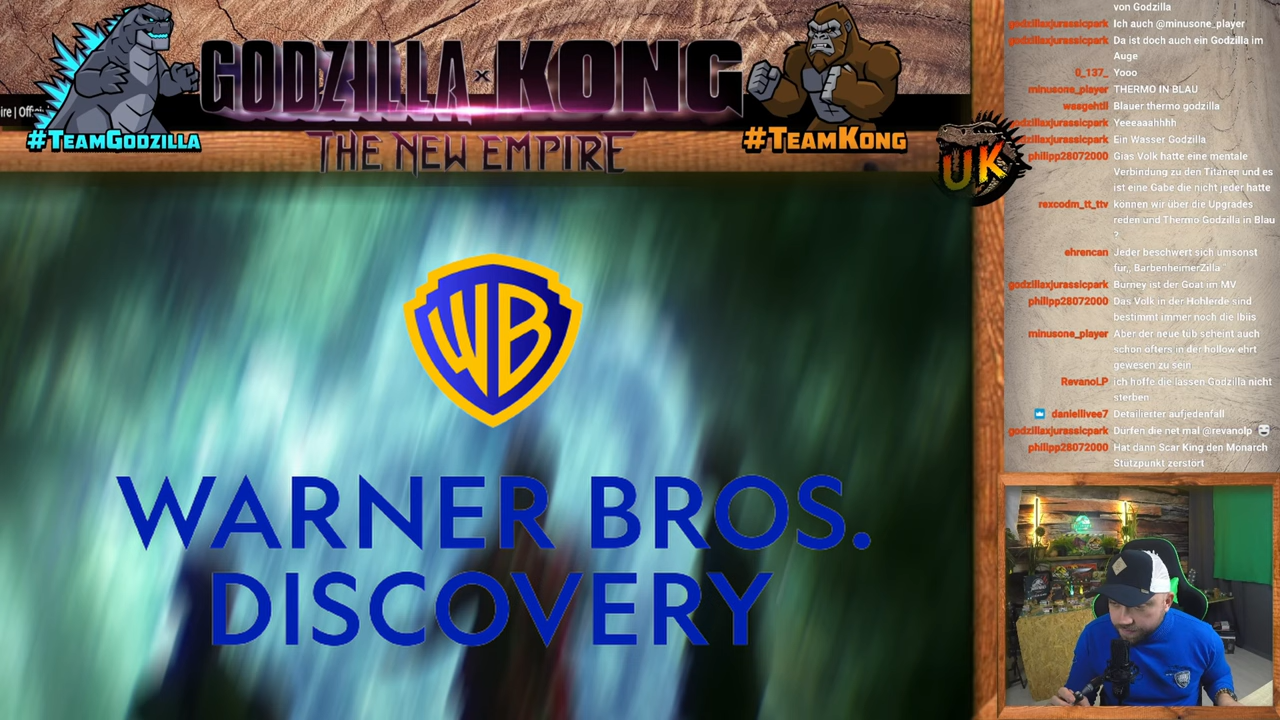 ire | Offi
GODZILLA x KONG
THE NEW EMPIRE
#TEAMGODZILLA
#TEAMKONG
UK
WB
WARNER BROS.
DISCOVERY
von Godzilla
godzillaxjurassicpark Ich auch @minusone_player
godzillaxjurassicpark Da ist doch auch ein Godzilla im
Auge
0_137_ Yooo
minusone_player THERMO IN BLAU
wasgehtll Blauer thermo godzilla
zillaxjurassicpark Yeeeaaahhhh
zillaxjurassicpark Ein Wasser Godzilla
philipp28072000 Gias Volk hatte eine mentale
Verbindung zu den Titanen und es
ist eine Gabe die nicht jeder hatte
rexcodm_tt_ttv können wir über die Upgrades
reden und Thermo Godzilla in Blau
?
ehrencan Jeder beschwert sich umsonst
für,, BarbenheimerZilla
godzillaxjurassicpark Burney ist der Goat im MV
philipp28072000 Das Volk in der Hohlerde sind
bestimmt immer noch die Ibiis
minusone_player Aber der neue tub scheint auch
schon ofters in der hollow ehrt
gewesen zu sein
RevanoLP ich hoffe die lassen Godzilla nicht
sterben
daniellivee7 Detailierter aufjedenfall
godzillaxjurassicpark Durfen die net mal @revanolp
philipp28072000 Hat dann Scar King den Monarch
Stutzpunkt zerstort